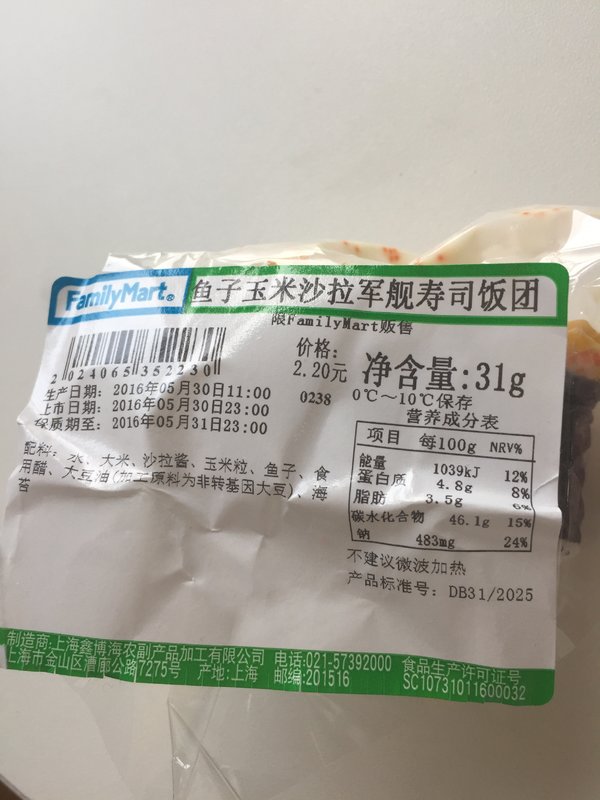 FamilyMart®
鱼子玉米沙拉军舰寿司饭团
限FamilyMart贩售
2024065352230
价格:
2.20元
净含量:31g
生产日期: 2016年05月30日11:00
上市日期: 2016年05月30日23:00
保质期至: 2016年05月31日23:00
0238
0℃～10℃保存
营养成分表
项目 每100g NRV%
能量 1039kJ 12%
蛋白质 4.8g 8%
脂肪 3.5g 6%
碳水化合物 46.1g 15%
钠 483mg 24%
配料: 水、大米、沙拉酱、玉米粒、鱼子、食
用醋、大豆油(加工原料为非转基因大豆)、海
苔
不建议微波加热
产品标准号: DB31/2025
制造商:上海鑫博海农副产品加工有限公司 电话:021-57392000 食品生产许可证号
上海市金山区漕廊公路7275号 产地:上海 邮编:201516 SC10731011600032